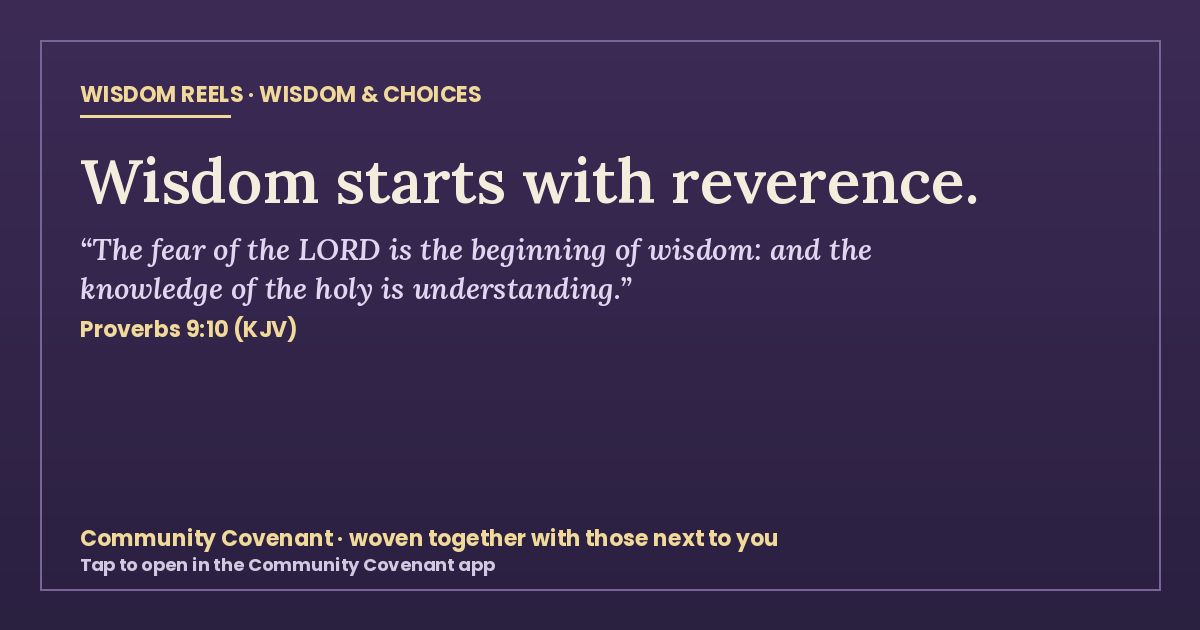 WISDOM REELS · WISDOM & CHOICES
Wisdom starts with reverence.
“The fear of the LORD is the beginning of wisdom: and the
knowledge of the holy is understanding.”
Proverbs 9:10 (KJV)
Community Covenant · woven together with those next to you
Tap to open in the Community Covenant app